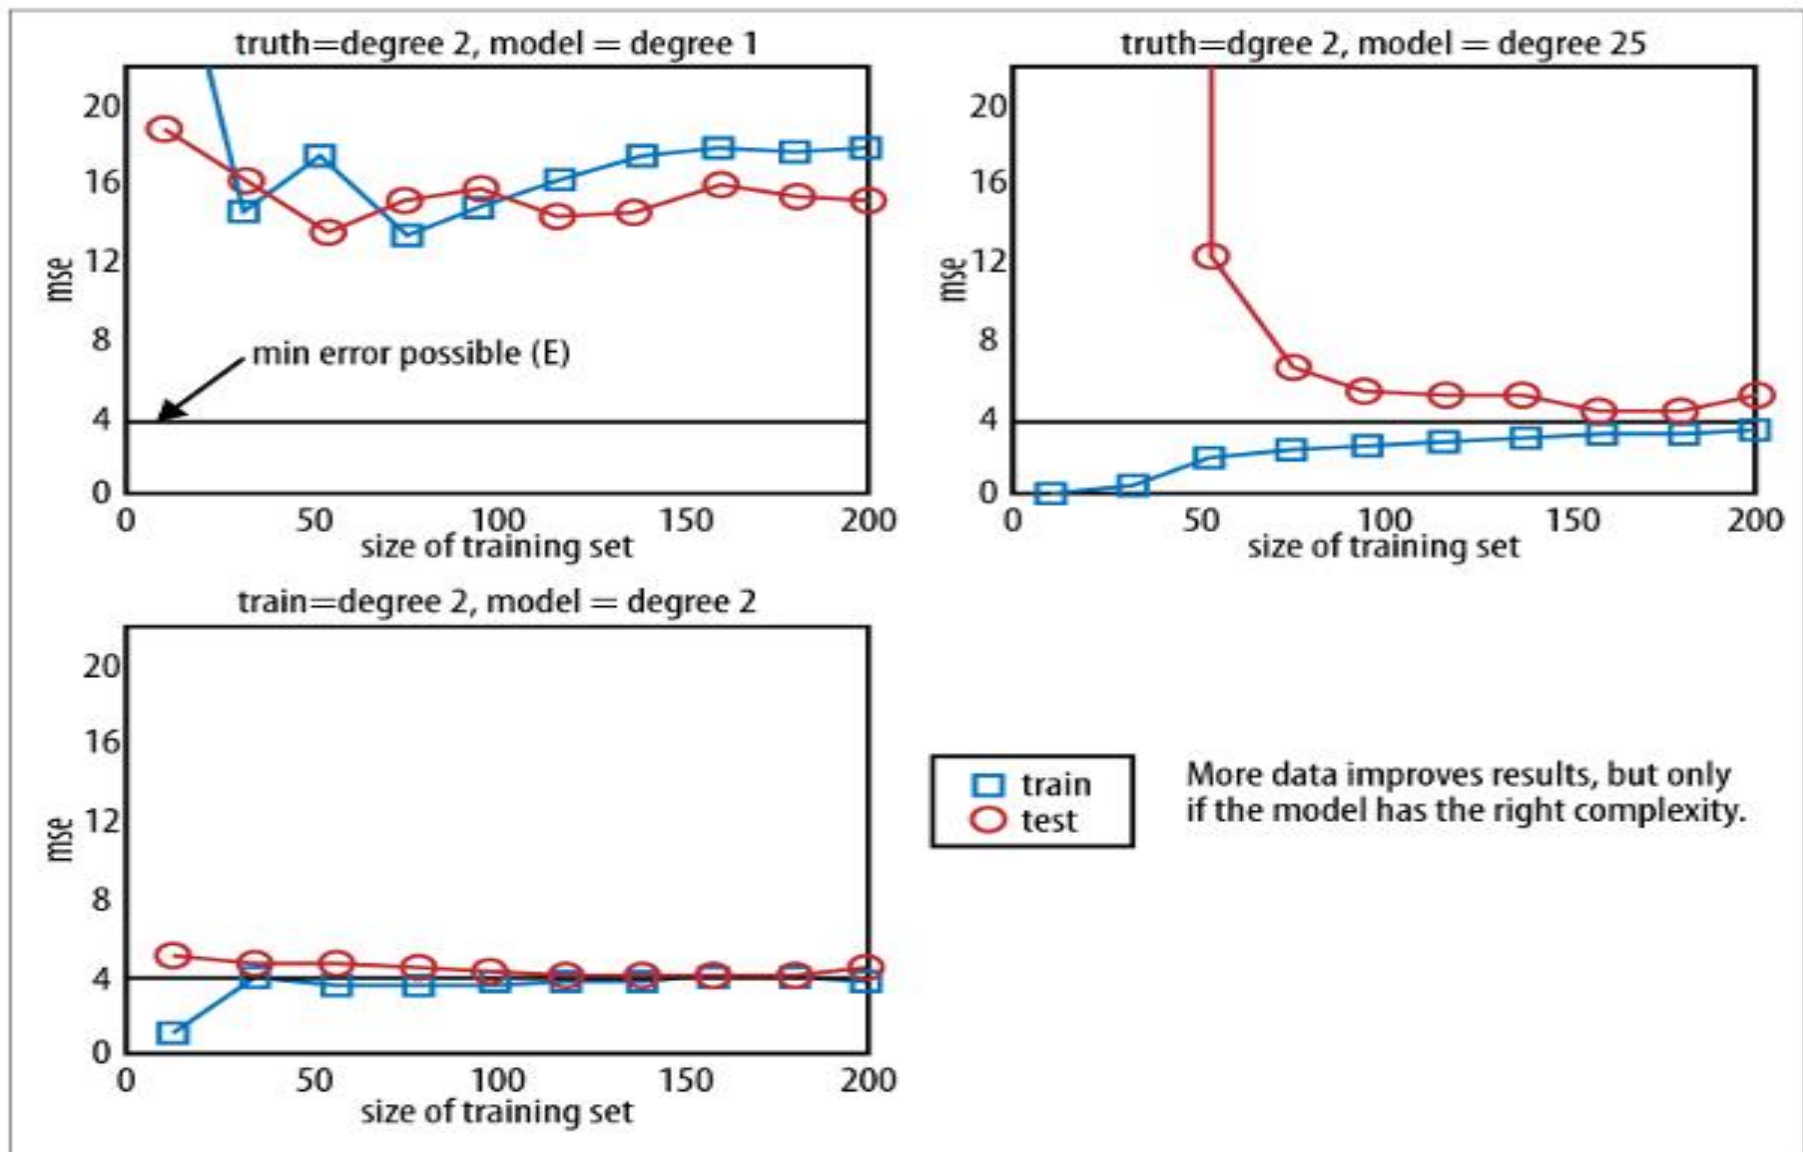 truth=degree 2, model = degree 1
20
16
12
8
4
0
mse
min error possible (E)
0 50 100 150 200
size of training set
truth=dgree 2, model = degree 25
20
16
12
8
4
0
mse
0 50 100 150 200
size of training set
train=degree 2, model = degree 2
20
16
12
8
4
0
mse
0 50 100 150 200
size of training set
train
test
More data improves results, but only
if the model has the right complexity.